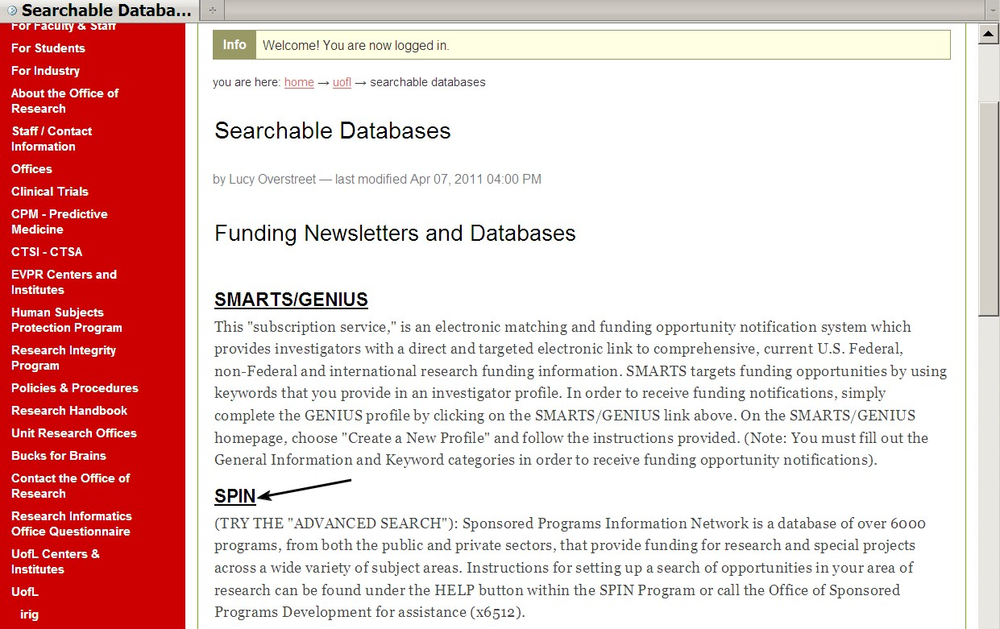 Searchable Databa...
For Faculty & Staff
For Students
For Industry
About the Office of
Research
Staff / Contact
Information
Offices
Clinical Trials
CPM - Predictive
Medicine
CTSI - CTSA
EVPR Centers and
Institutes
Human Subjects
Protection Program
Research Integrity
Program
Policies & Procedures
Research Handbook
Unit Research Offices
Bucks for Brains
Contact the Office of
Research
Research Informatics
Office Questionnaire
UofL Centers &
Institutes
UofL
irig
Info Welcome! You are now logged in.
you are here: home → uofl → searchable databases
Searchable Databases
by Lucy Overstreet — last modified Apr 07, 2011 04:00 PM
Funding Newsletters and Databases
SMARTS/GENIUS
This "subscription service," is an electronic matching and funding opportunity notification system which
provides investigators with a direct and targeted electronic link to comprehensive, current U.S. Federal,
non-Federal and international research funding information. SMARTS targets funding opportunities by using
keywords that you provide in an investigator profile. In order to receive funding notifications, simply
complete the GENIUS profile by clicking on the SMARTS/GENIUS link above. On the SMARTS/GENIUS
homepage, choose "Create a New Profile" and follow the instructions provided. (Note: You must fill out the
General Information and Keyword categories in order to receive funding opportunity notifications).
SPIN
(TRY THE "ADVANCED SEARCH"): Sponsored Programs Information Network is a database of over 6000
programs, from both the public and private sectors, that provide funding for research and special projects
across a wide variety of subject areas. Instructions for setting up a search of opportunities in your area of
research can be found under the HELP button within the SPIN Program or call the Office of Sponsored
Programs Development for assistance (x6512).